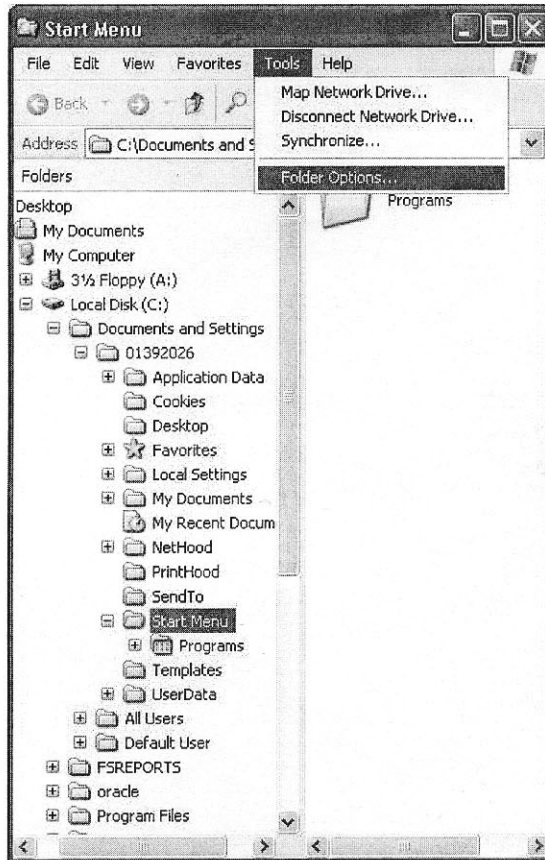 Start Menu
File Edit View Favorites Tools Help
Back
Map Network Drive...
Disconnect Network Drive...
Synchronize...
Folder Options...
Address C:\Documents and S
Folders
Programs
Desktop
My Documents
My Computer
3½ Floppy (A:)
Local Disk (C:)
Documents and Settings
01392026
Application Data
Cookies
Desktop
Favorites
Local Settings
My Documents
My Recent Docum
NetHood
PrintHood
SendTo
Start Menu
Programs
Templates
UserData
All Users
Default User
FSREPORTS
oracle
Program Files